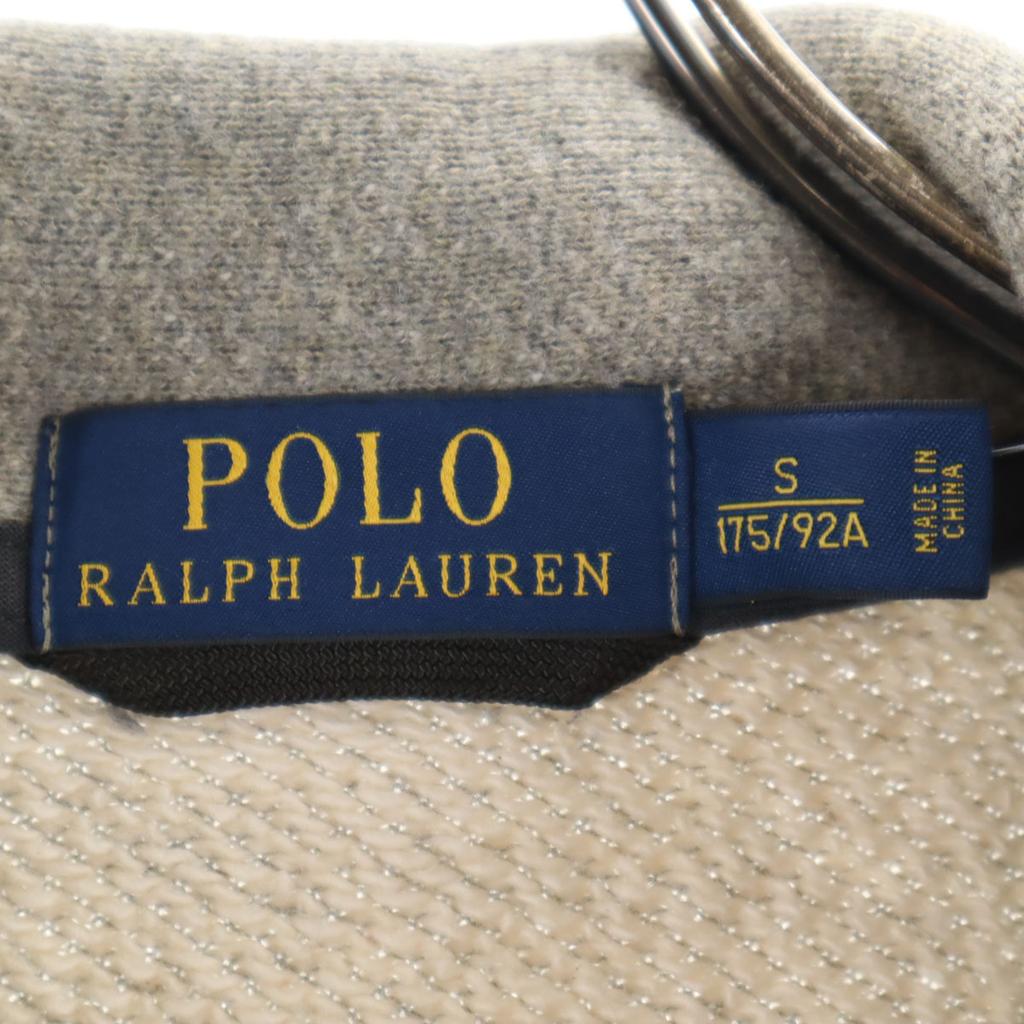 POLO
RALPH LAUREN
S
175/92A
MADE IN
CHINA